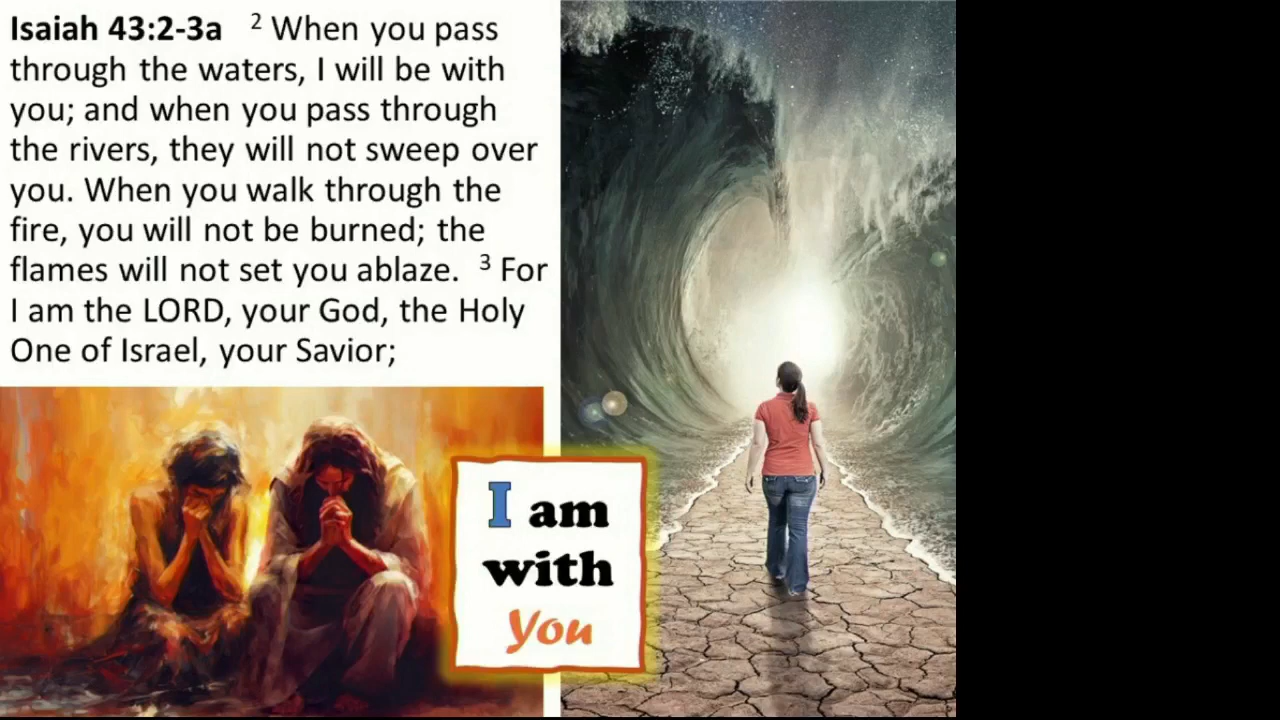 Isaiah 43:2-3a ² When you pass
through the waters, I will be with
you; and when you pass through
the rivers, they will not sweep over
you. When you walk through the
fire, you will not be burned; the
flames will not set you ablaze. ³ For
I am the LORD, your God, the Holy
One of Israel, your Savior;
I am
with
You